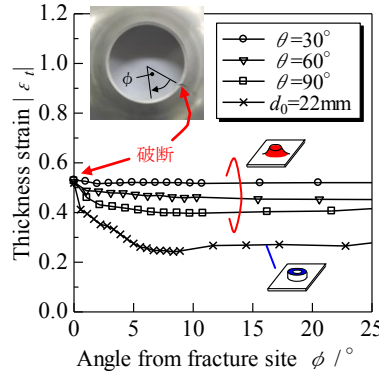 1.2
1.0
0.8
0.6
0.4
0.2
0.0
Thickness strain |ε t|
ϕ
θ=30°
θ=60°
θ=90°
d0=22mm
破断
0 5 10 15 20 25
Angle from fracture site ϕ /°